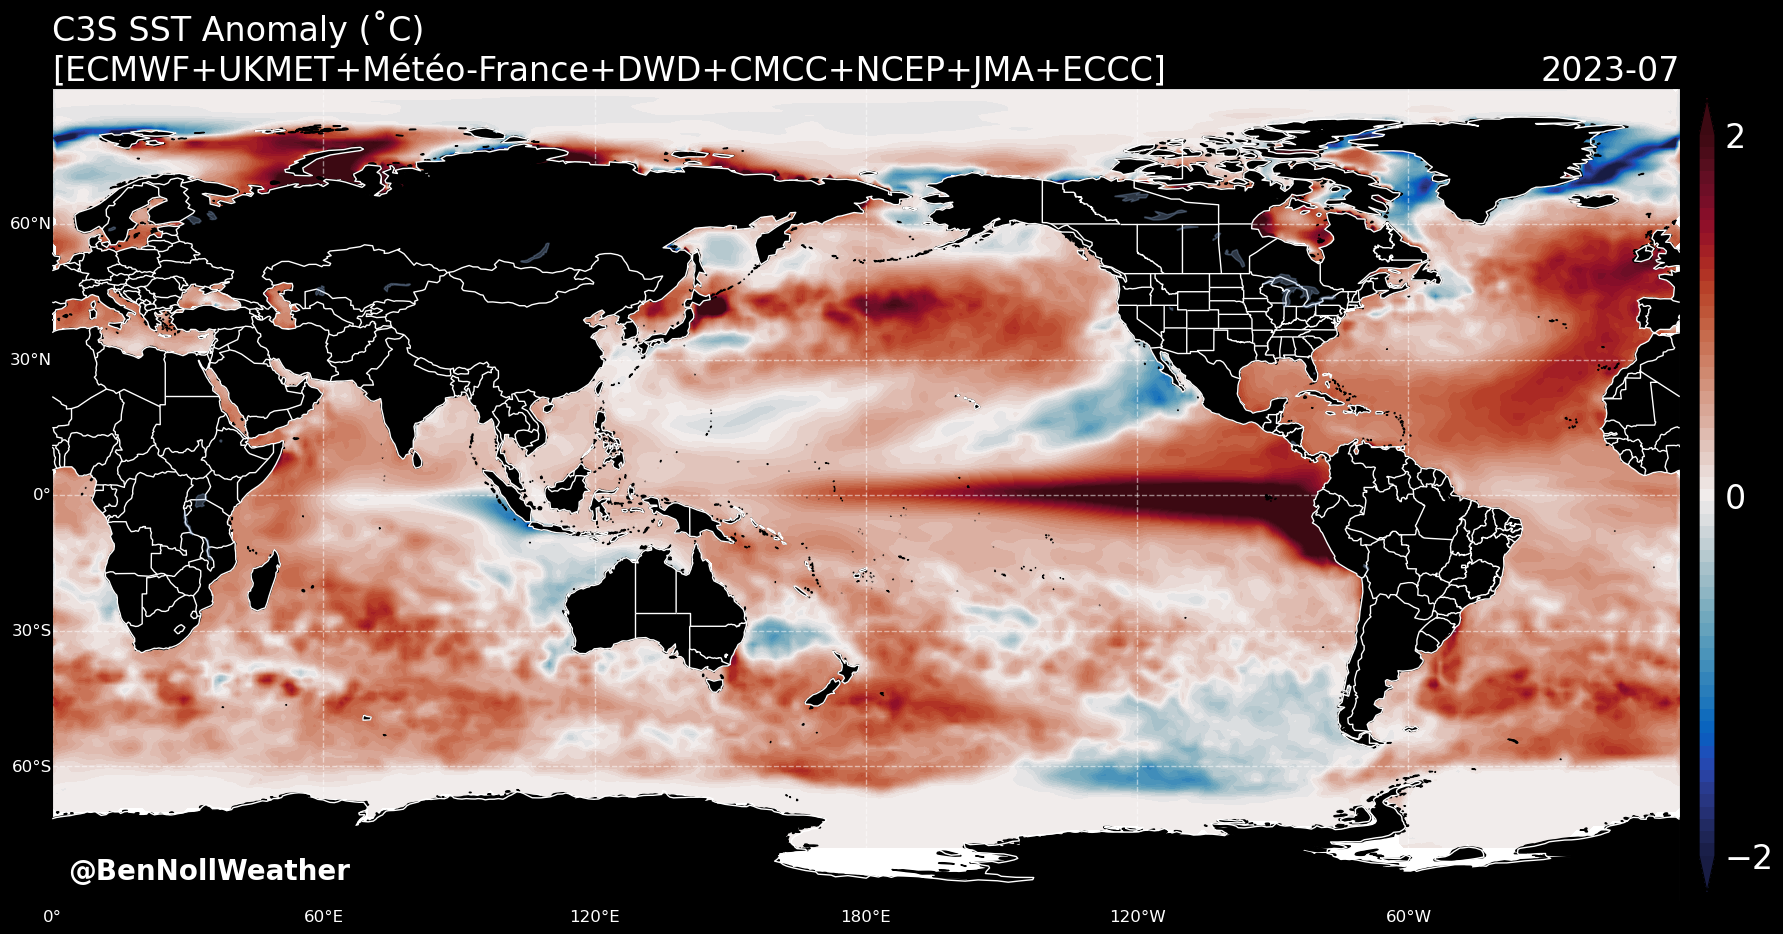 C3S SST Anomaly (˚C)
[ECMWF+UKMET+Météo-France+DWD+CMCC+NCEP+JMA+ECCC]
2023-07
2
60°N
30°N
0°
0
30°S
60°S
−2
@BenNollWeather
0°
60°E
120°E
180°E
120°W
60°W